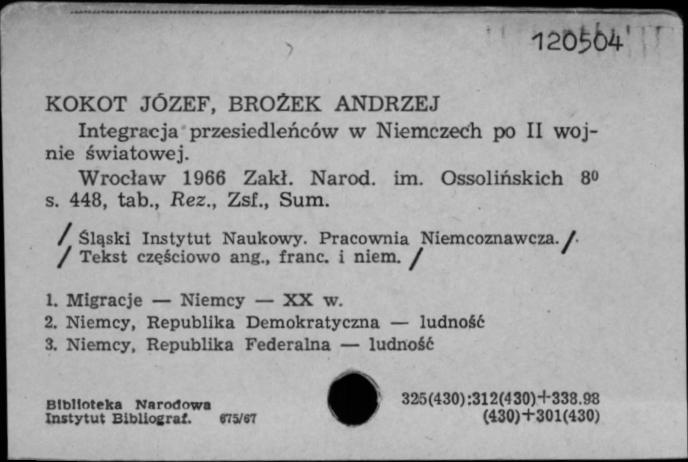 120504
KOKOT JÓZEF, BROŻEK ANDRZEJ
Integracja przesiedleńców w Niemczech po II woj-
nie światowej.
Wrocław 1966 Zakł. Narod. im. Ossolińskich 8⁰
s. 448, tab., Rez., Zsf., Sum.
/ Śląski Instytut Naukowy. Pracownia Niemcoznawcza. /
/ Tekst częściowo ang., franc. i niem. /
1. Migracje — Niemcy — XX w.
2. Niemcy, Republika Demokratyczna — ludność
3. Niemcy, Republika Federalna — ludność
Biblioteka Narodowa 325(430):312(430)+338.98
Instytut Bibliograf. 675/67 (430)+301(430)